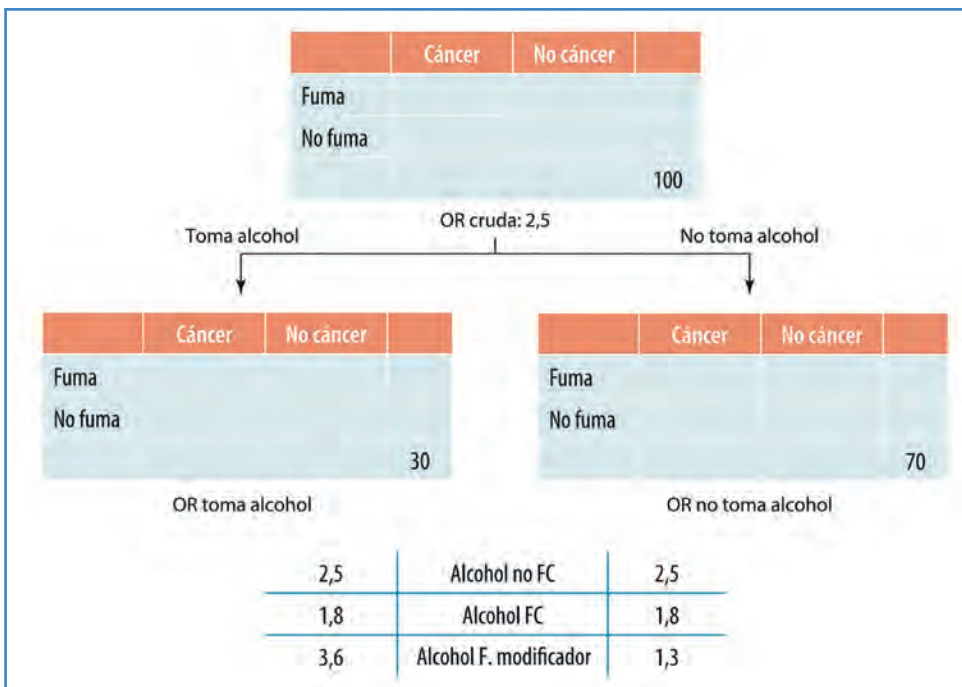 Cáncer No cáncer
Fuma
No fuma
100
OR cruda: 2,5
Toma alcohol No toma alcohol
Cáncer No cáncer
Fuma
No fuma
30
OR toma alcohol
Cáncer No cáncer
Fuma
No fuma
70
OR no toma alcohol
2,5 Alcohol no FC 2,5
1,8 Alcohol FC 1,8
3,6 Alcohol F. modificador 1,3